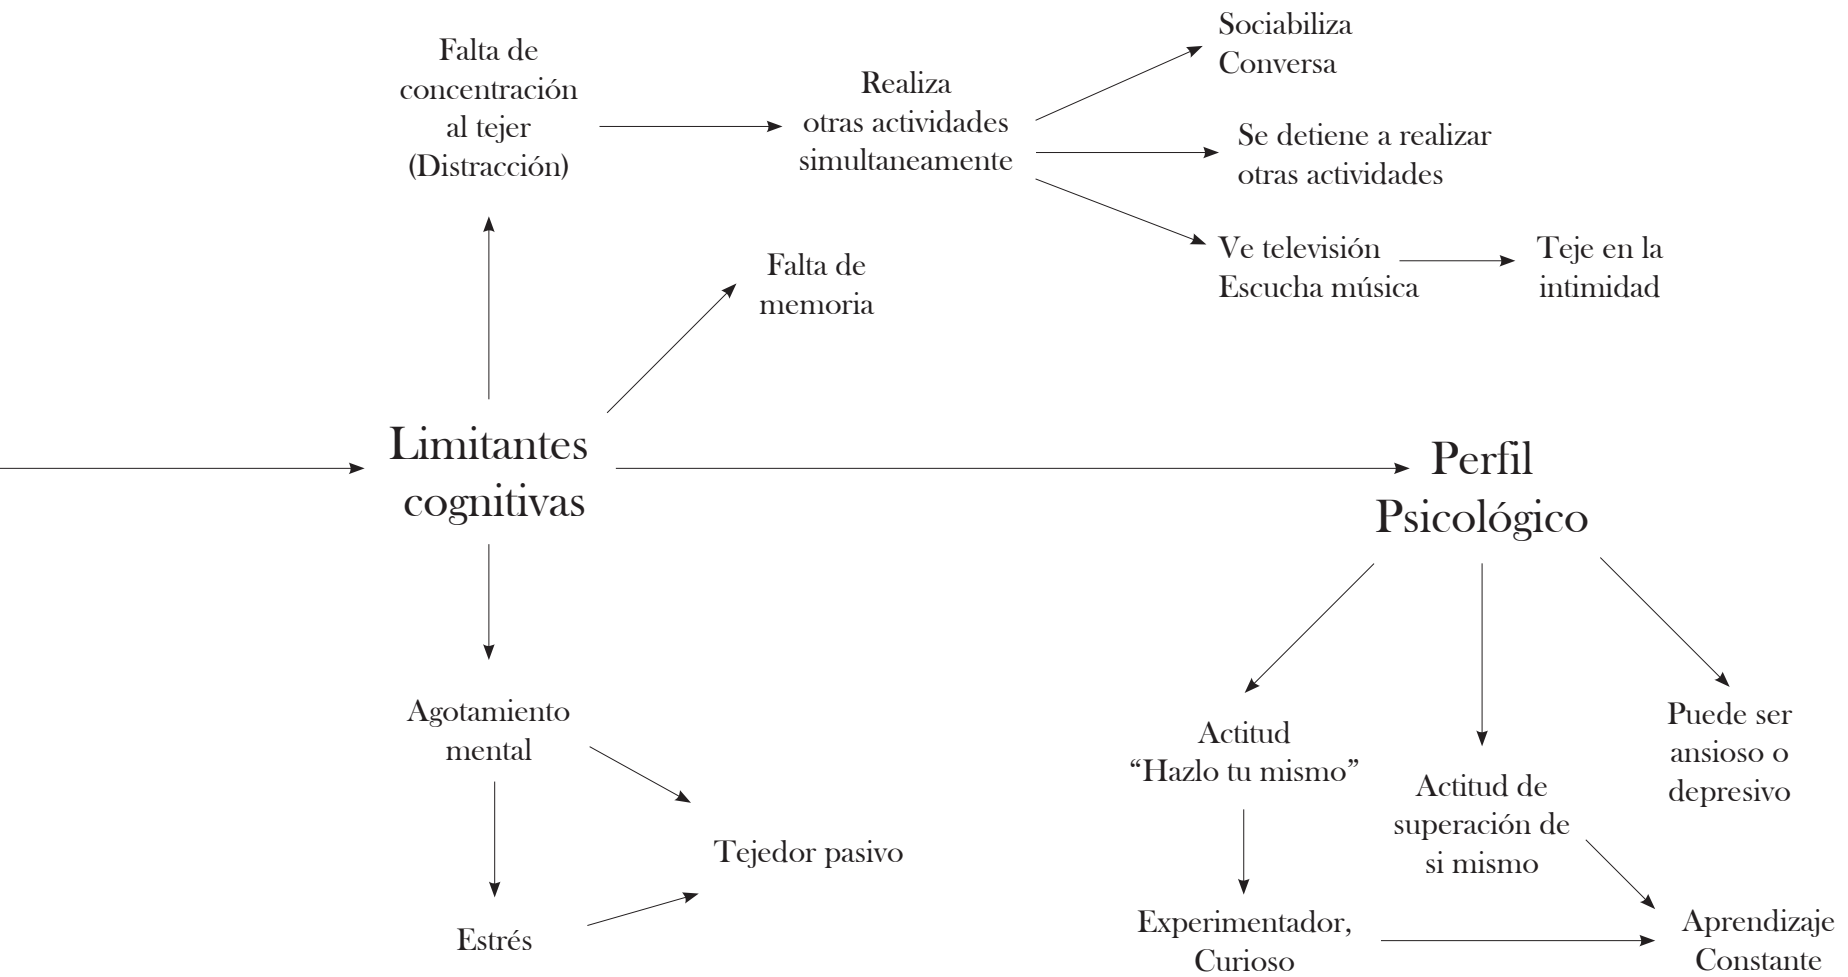 Falta de
concentración
al tejer
(Distracción)
Realiza
otras actividades
simultaneamente
Sociabiliza
Conversa
Se detiene a realizar
otras actividades
Ve televisión
Escucha música
Teje en la
intimidad
Falta de
memoria
Limitantes
cognitivas
Perfil
Psicológico
Agotamiento
mental
Tejedor pasivo
Estrés
Actitud
“Hazlo tu mismo”
Experimentador,
Curioso
Actitud de
superación de
si mismo
Puede ser
ansioso o
depresivo
Aprendizaje
Constante